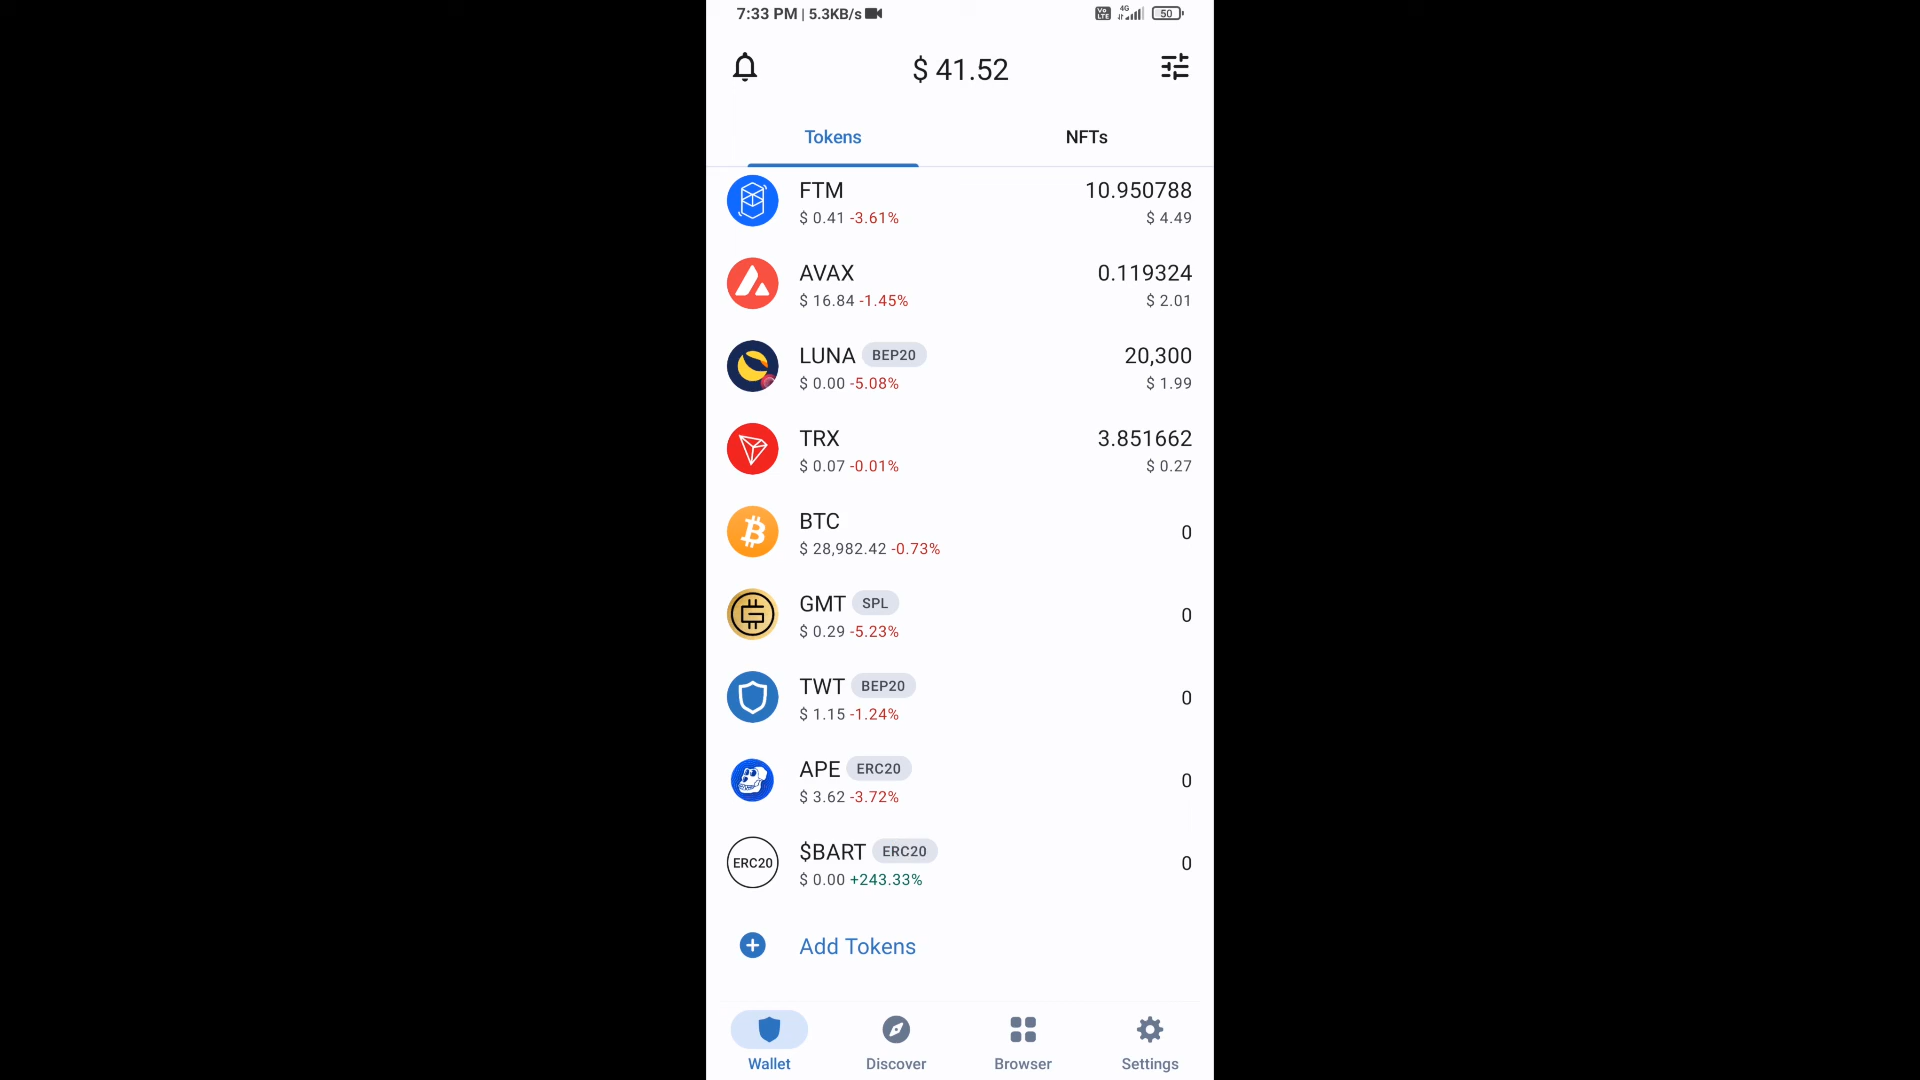 7:33 PM | 5.3KB/s Vo LTE 4G 50
$ 41.52
Tokens NFTs
FTM 10.950788
$ 0.41 -3.61% $ 4.49
AVAX 0.119324
$ 16.84 -1.45% $ 2.01
LUNA BEP20 20,300
$ 0.00 -5.08% $ 1.99
TRX 3.851662
$ 0.07 -0.01% $ 0.27
BTC 0
$ 28,982.42 -0.73%
GMT SPL 0
$ 0.29 -5.23%
TWT BEP20 0
$ 1.15 -1.24%
APE ERC20 0
$ 3.62 -3.72%
ERC20 $BART ERC20 0
$ 0.00 +243.33%
Add Tokens
Wallet Discover Browser Settings